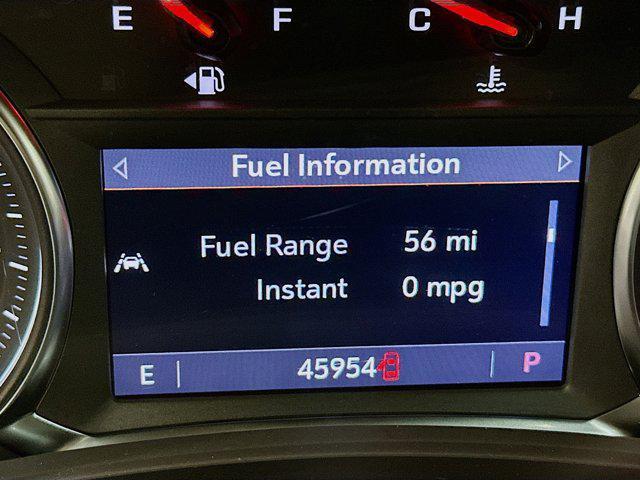 E F C H
Fuel Information
Fuel Range 56 mi
Instant 0 mpg
E 45954 P